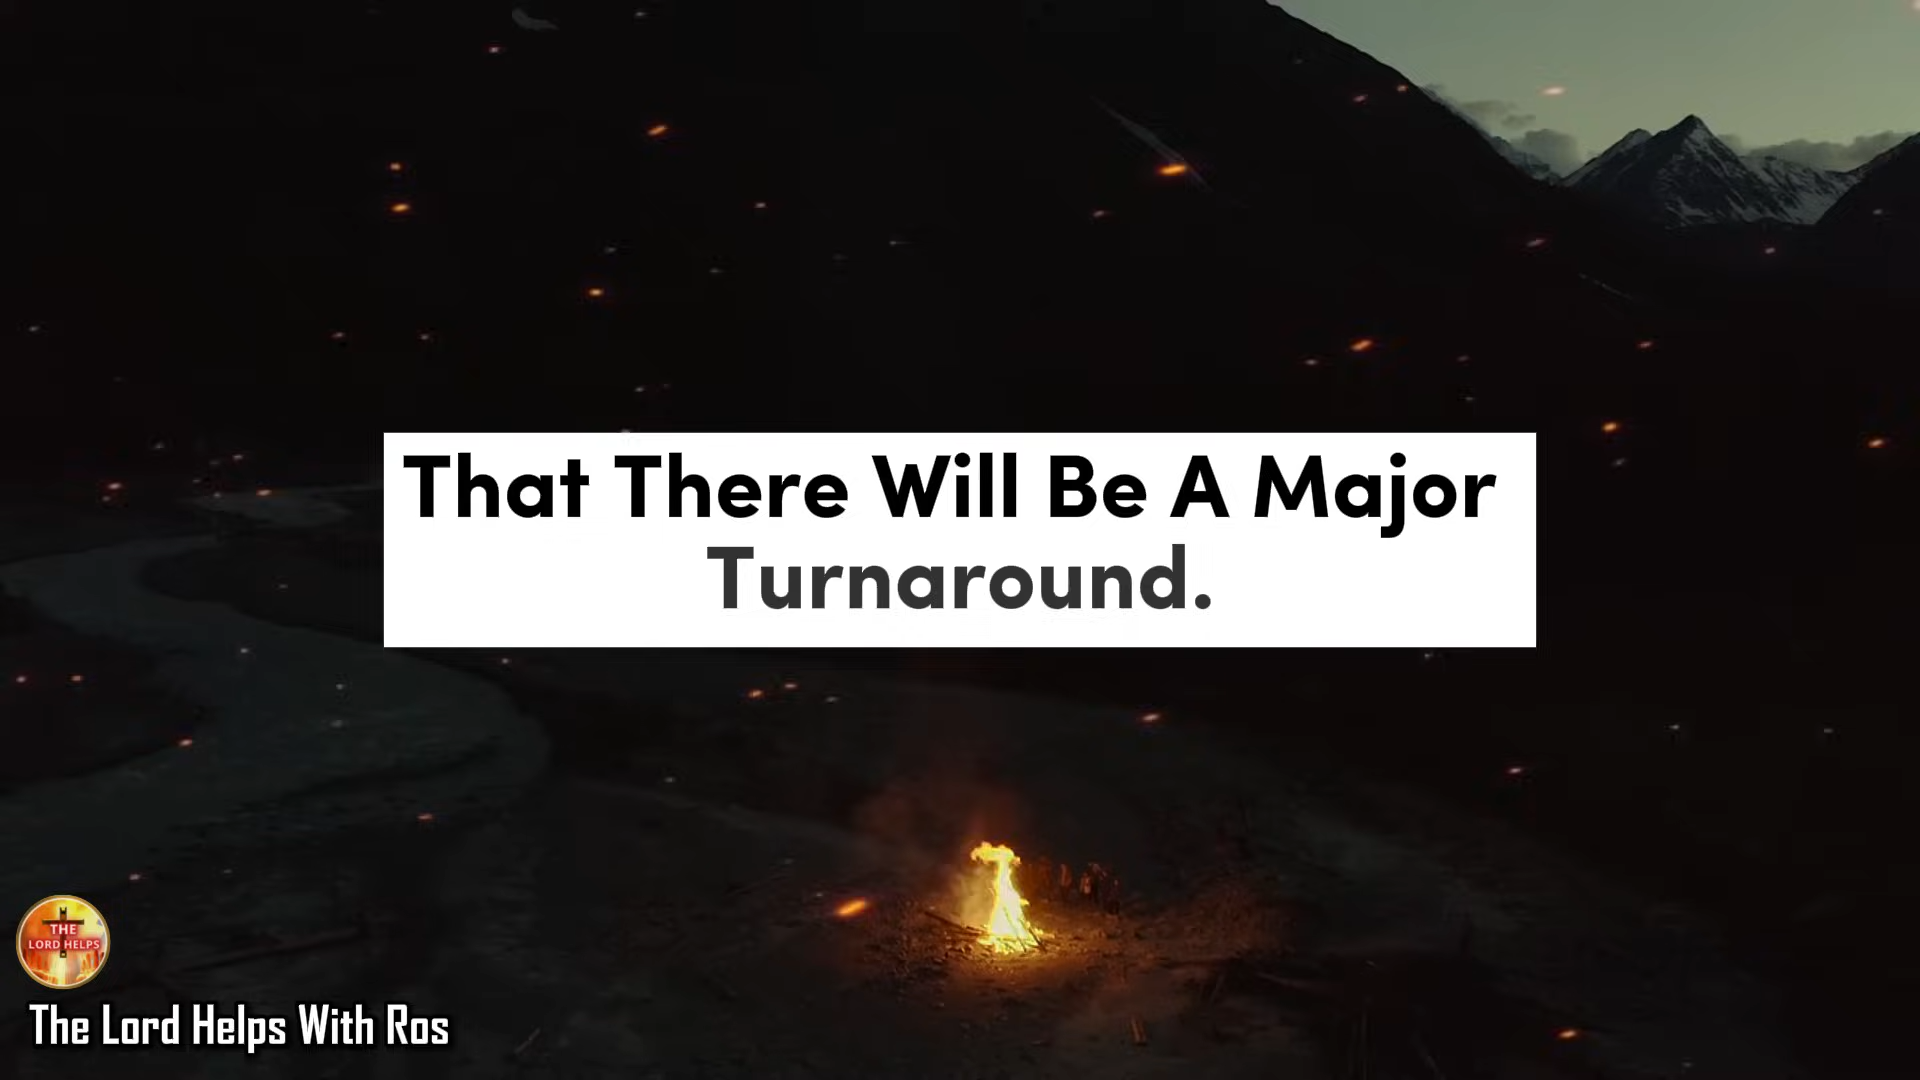 That There Will Be A Major
Turnaround.
THE
LORD HELPS
The Lord Helps With Ros